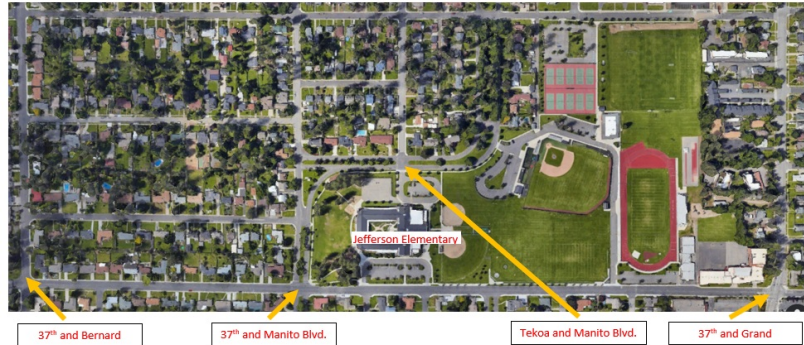 Jefferson Elementary
37th and Bernard
37th and Manito Blvd.
Tekoa and Manito Blvd.
37th and Grand